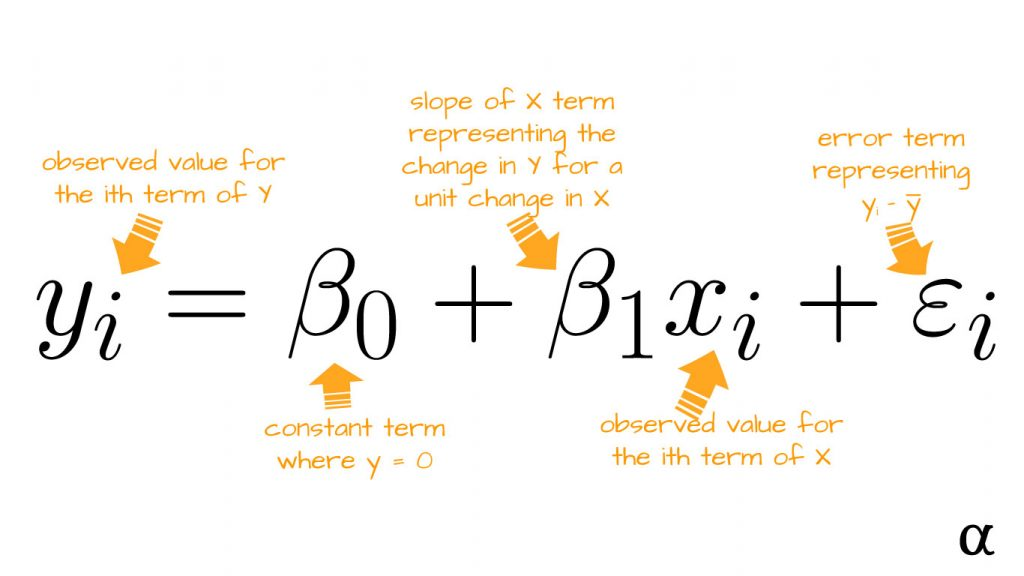 slope of X term
representing the
change in Y for a
unit change in X
observed value for
the ith term of Y
error term
representing
yᵢ - ȳ
yᵢ = β₀ + β₁xᵢ + εᵢ
constant term
where y = 0
observed value for
the ith term of X
α